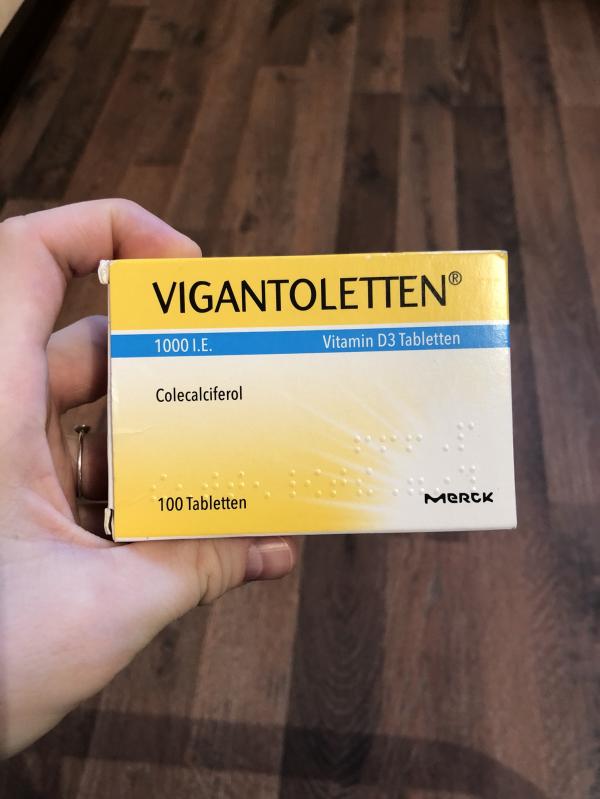 VIGANTOLETTEN®
1000 I.E. Vitamin D3 Tabletten
Colecalciferol
100 Tabletten
MERCK